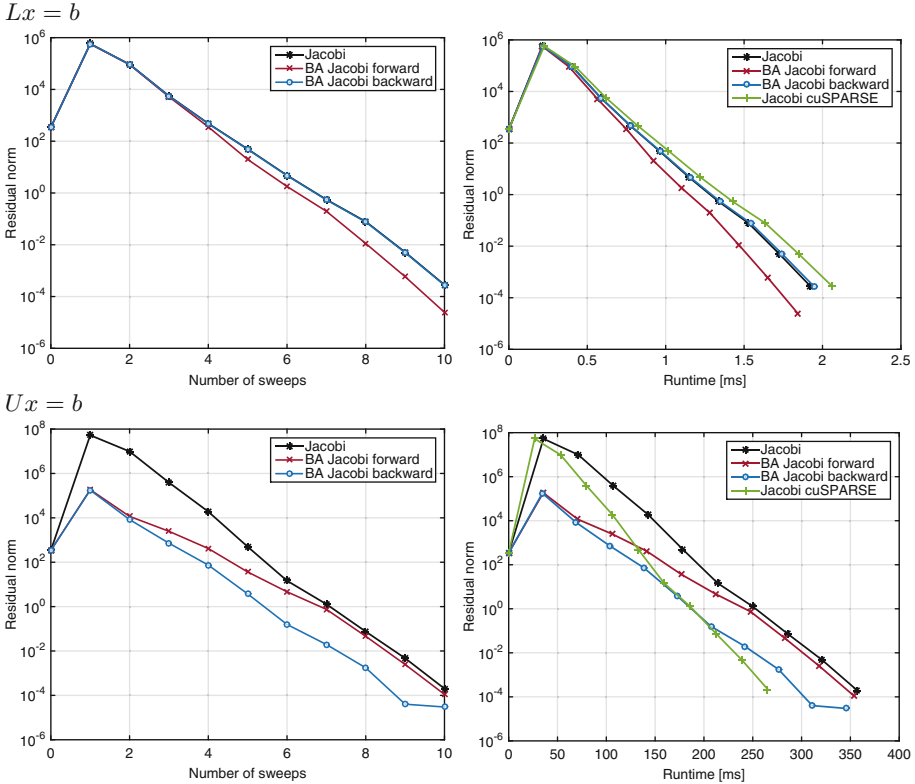 Lx = b
10^6
10^4
10^2
10^0
10^-2
10^-4
10^-6
Residual norm
0 2 4 6 8 10
Number of sweeps
Jacobi
BA Jacobi forward
BA Jacobi backward
10^6
10^4
10^2
10^0
10^-2
10^-4
10^-6
Residual norm
0 0.5 1 1.5 2 2.5
Runtime [ms]
Jacobi
BA Jacobi forward
BA Jacobi backward
Jacobi cuSPARSE
Ux = b
10^8
10^6
10^4
10^2
10^0
10^-2
10^-4
10^-6
Residual norm
0 2 4 6 8 10
Number of sweeps
Jacobi
BA Jacobi forward
BA Jacobi backward
10^8
10^6
10^4
10^2
10^0
10^-2
10^-4
10^-6
Residual norm
0 50 100 150 200 250 300 350 400
Runtime [ms]
Jacobi
BA Jacobi forward
BA Jacobi backward
Jacobi cuSPARSE